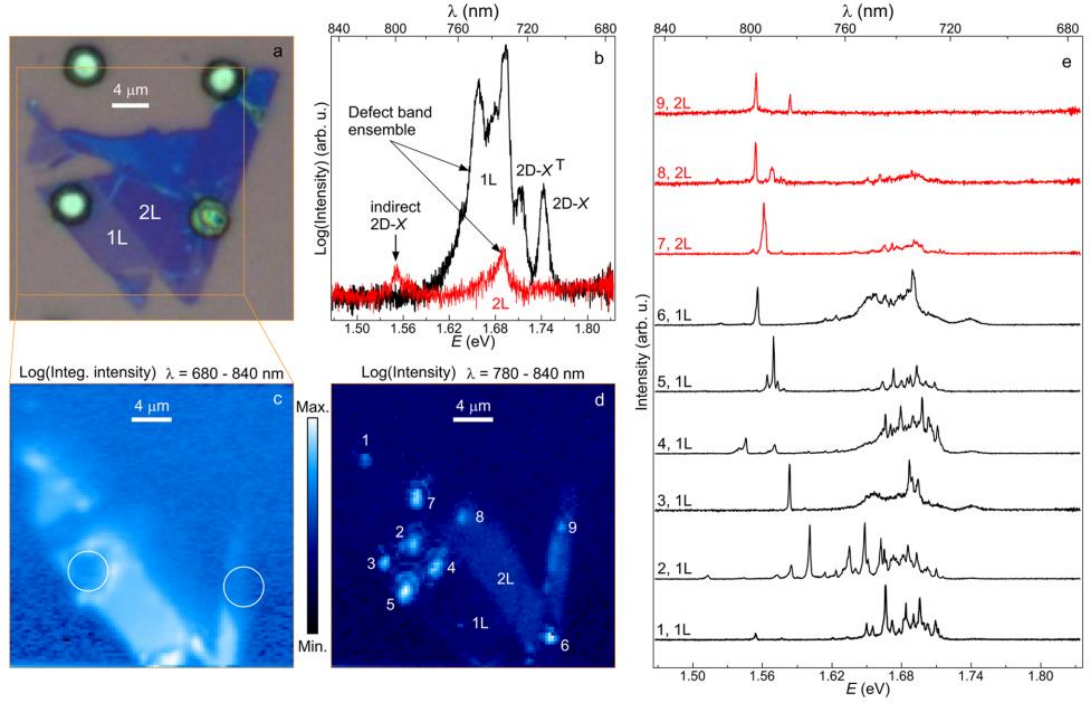 a
4 μm
2L
1L
λ (nm)
840 800 760 720 680
b
Defect band
ensemble
1L
2D-X T
2D-X
indirect
2D-X
2L
Log(Intensity) (arb. u.)
1.50 1.56 1.62 1.68 1.74 1.80
E (eV)
Log(Integ. intensity) λ = 680 - 840 nm
c
4 μm
Max.
Min.
Log(Intensity) λ = 780 - 840 nm
d
4 μm
1
7
8
2
9
3
4
2L
5
1L
6
λ (nm)
840 800 760 720 680
e
9, 2L
8, 2L
7, 2L
6, 1L
5, 1L
4, 1L
3, 1L
2, 1L
1, 1L
Intensity (arb. u.)
1.50 1.56 1.62 1.68 1.74 1.80
E (eV)